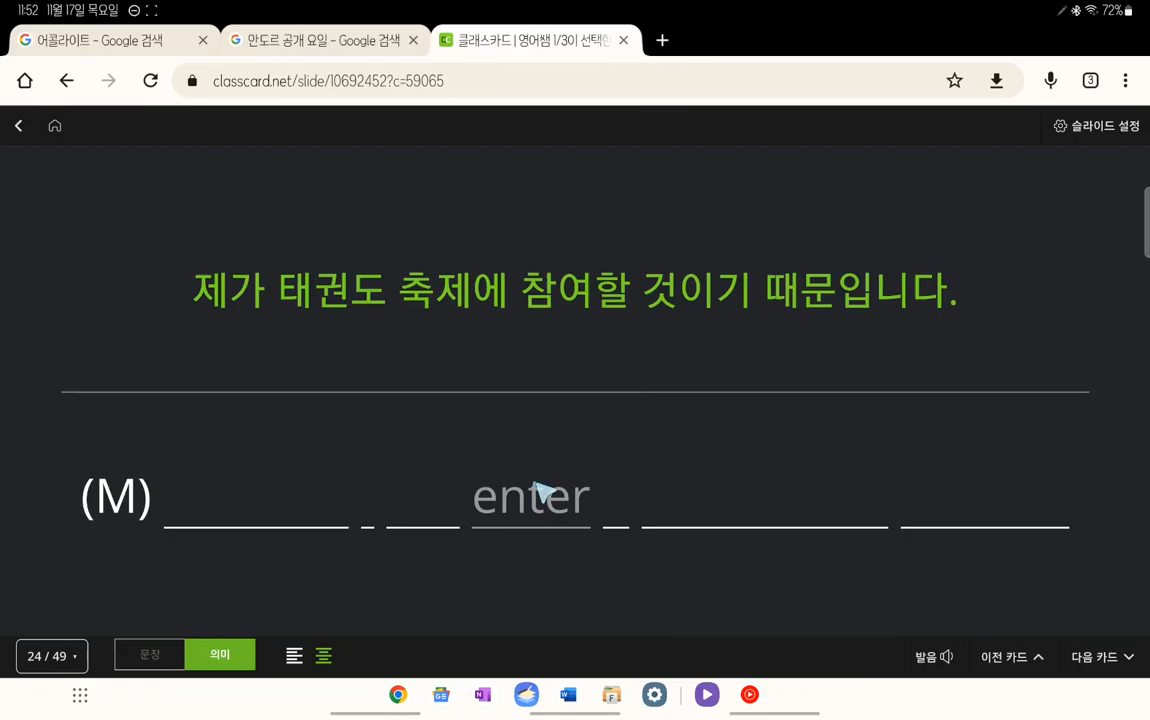 11:52 11월 17일 목요일 72%
어콜라이트 - Google 검색 안도르 공개 요일 - Google 검색 클래스카드 | 영어쌤 1/3이 선택한
classcard.net/slide/10692452?c=59065 3
슬라이드 설정
제가 태권도 축제에 참여할 것이기 때문입니다.
(M) enter
24 / 49 문장 의미 발음 이전 카드 다음 카드